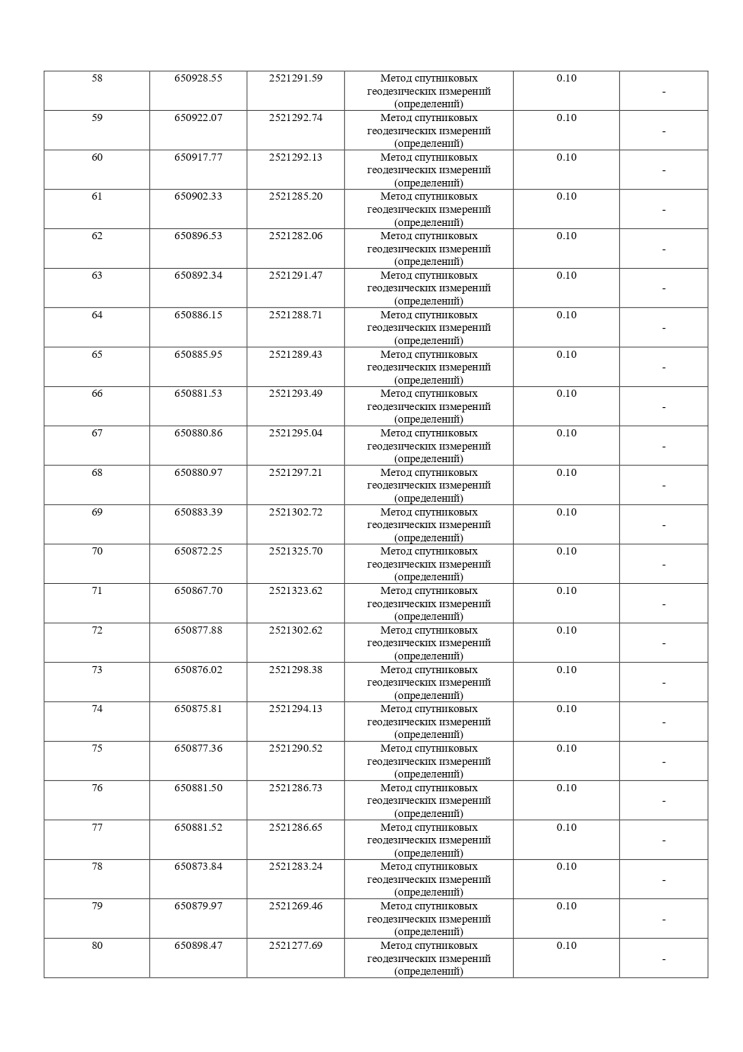 58 650928.55 2521291.59 Метод спутниковых 0.10
геодезических измерений -
(определений)
59 650922.07 2521292.74 Метод спутниковых 0.10
геодезических измерений -
(определений)
60 650917.77 2521292.13 Метод спутниковых 0.10
геодезических измерений -
(определений)
61 650902.33 2521285.20 Метод спутниковых 0.10
геодезических измерений -
(определений)
62 650896.53 2521282.06 Метод спутниковых 0.10
геодезических измерений -
(определений)
63 650892.34 2521291.47 Метод спутниковых 0.10
геодезических измерений -
(определений)
64 650886.15 2521288.71 Метод спутниковых 0.10
геодезических измерений -
(определений)
65 650885.95 2521289.43 Метод спутниковых 0.10
геодезических измерений -
(определений)
66 650881.53 2521293.49 Метод спутниковых 0.10
геодезических измерений -
(определений)
67 650880.86 2521295.04 Метод спутниковых 0.10
геодезических измерений -
(определений)
68 650880.97 2521297.21 Метод спутниковых 0.10
геодезических измерений -
(определений)
69 650883.39 2521302.72 Метод спутниковых 0.10
геодезических измерений -
(определений)
70 650872.25 2521325.70 Метод спутниковых 0.10
геодезических измерений -
(определений)
71 650867.70 2521323.62 Метод спутниковых 0.10
геодезических измерений -
(определений)
72 650877.88 2521302.62 Метод спутниковых 0.10
геодезических измерений -
(определений)
73 650876.02 2521298.38 Метод спутниковых 0.10
геодезических измерений -
(определений)
74 650875.81 2521294.13 Метод спутниковых 0.10
геодезических измерений -
(определений)
75 650877.36 2521290.52 Метод спутниковых 0.10
геодезических измерений -
(определений)
76 650881.50 2521286.73 Метод спутниковых 0.10
геодезических измерений -
(определений)
77 650881.52 2521286.65 Метод спутниковых 0.10
геодезических измерений -
(определений)
78 650873.84 2521283.24 Метод спутниковых 0.10
геодезических измерений -
(определений)
79 650879.97 2521269.46 Метод спутниковых 0.10
геодезических измерений -
(определений)
80 650898.47 2521277.69 Метод спутниковых 0.10
геодезических измерений -
(определений)